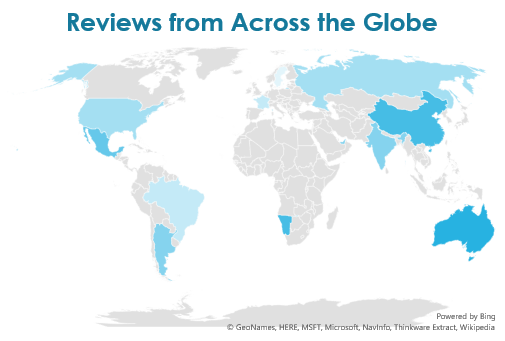 Reviews from Across the Globe
Powered by Bing
© GeoNames, HERE, MSFT, Microsoft, NavInfo, Thinkware Extract, Wikipedia